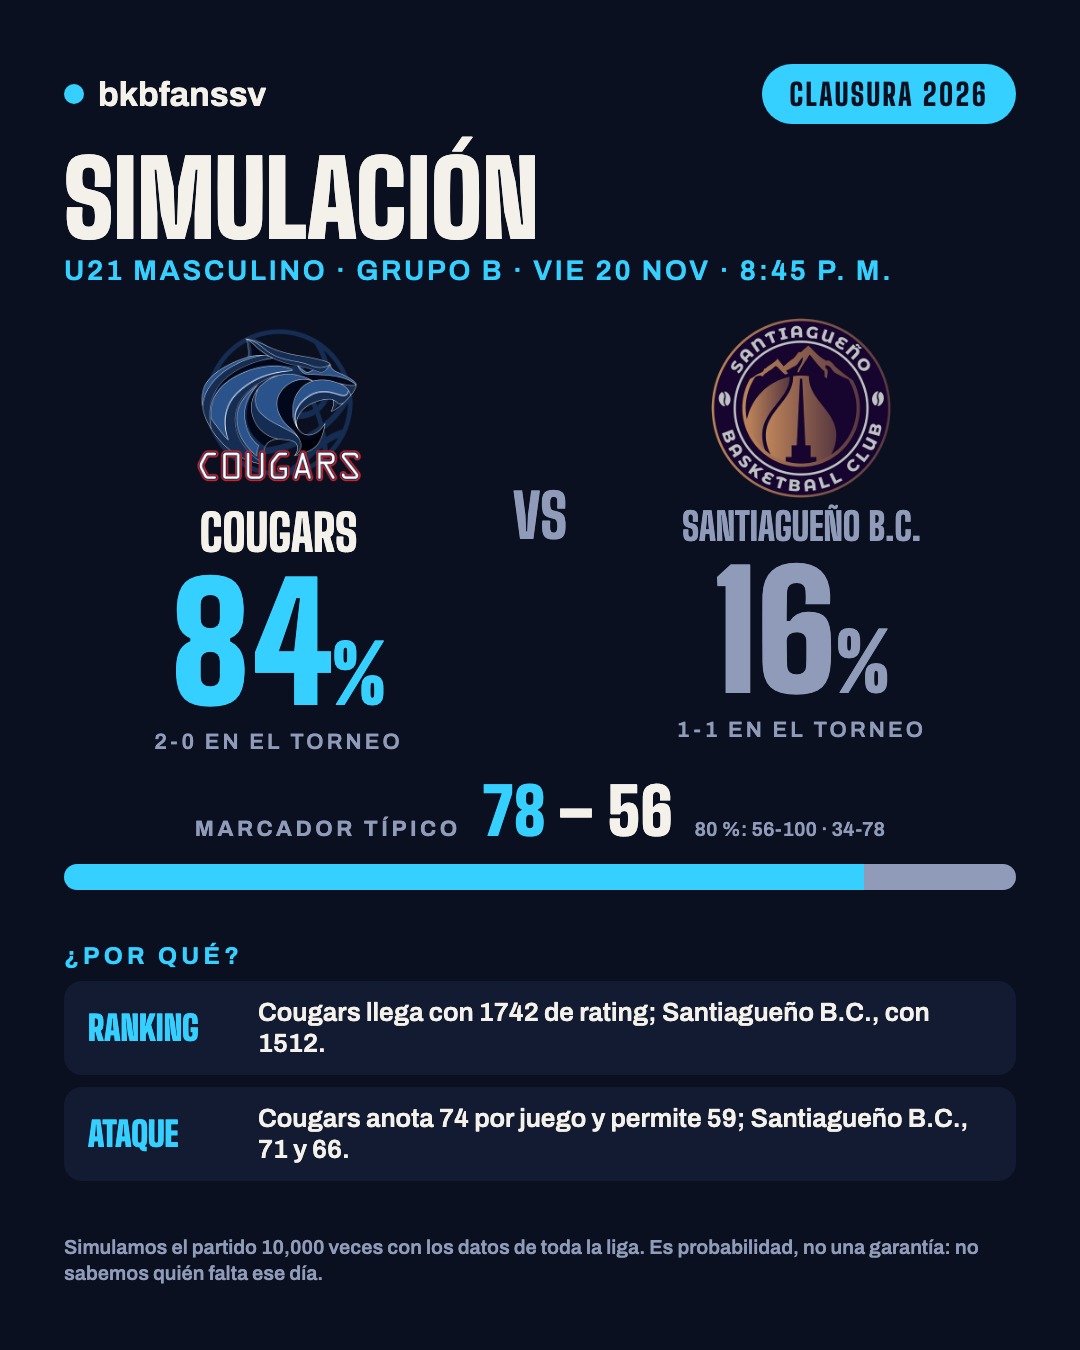 bkbfanssv
CLAUSURA 2026
SIMULACIÓN
U21 MASCULINO · GRUPO B · VIE 20 NOV · 8:45 P. M.
COUGARS
SANTIAGUEÑO
BASKETBALL CLUB
COUGARS
VS
SANTIAGUEÑO B.C.
84%
16%
2-0 EN EL TORNEO
1-1 EN EL TORNEO
MARCADOR TÍPICO 78 – 56 80 %: 56-100 · 34-78
¿POR QUÉ?
RANKING
Cougars llega con 1742 de rating; Santiagueño B.C., con
1512.
ATAQUE
Cougars anota 74 por juego y permite 59; Santiagueño B.C.,
71 y 66.
Simulamos el partido 10,000 veces con los datos de toda la liga. Es probabilidad, no una garantía: no
sabemos quién falta ese día.